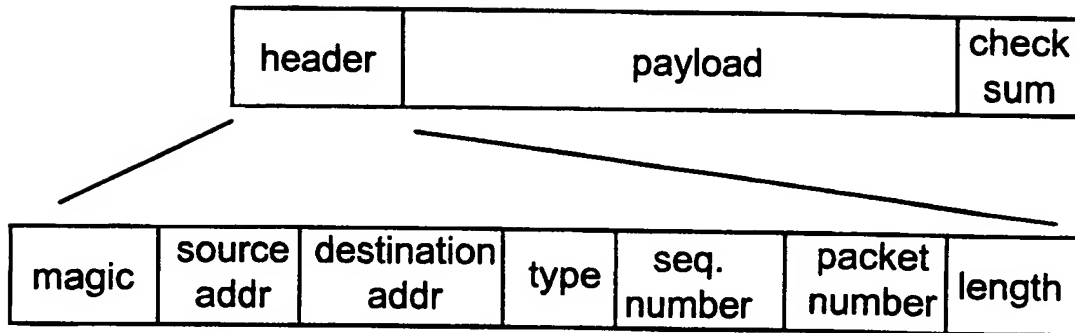 header
payload
check
sum
magic
source
addr
destination
addr
type
seq.
number
packet
number
length